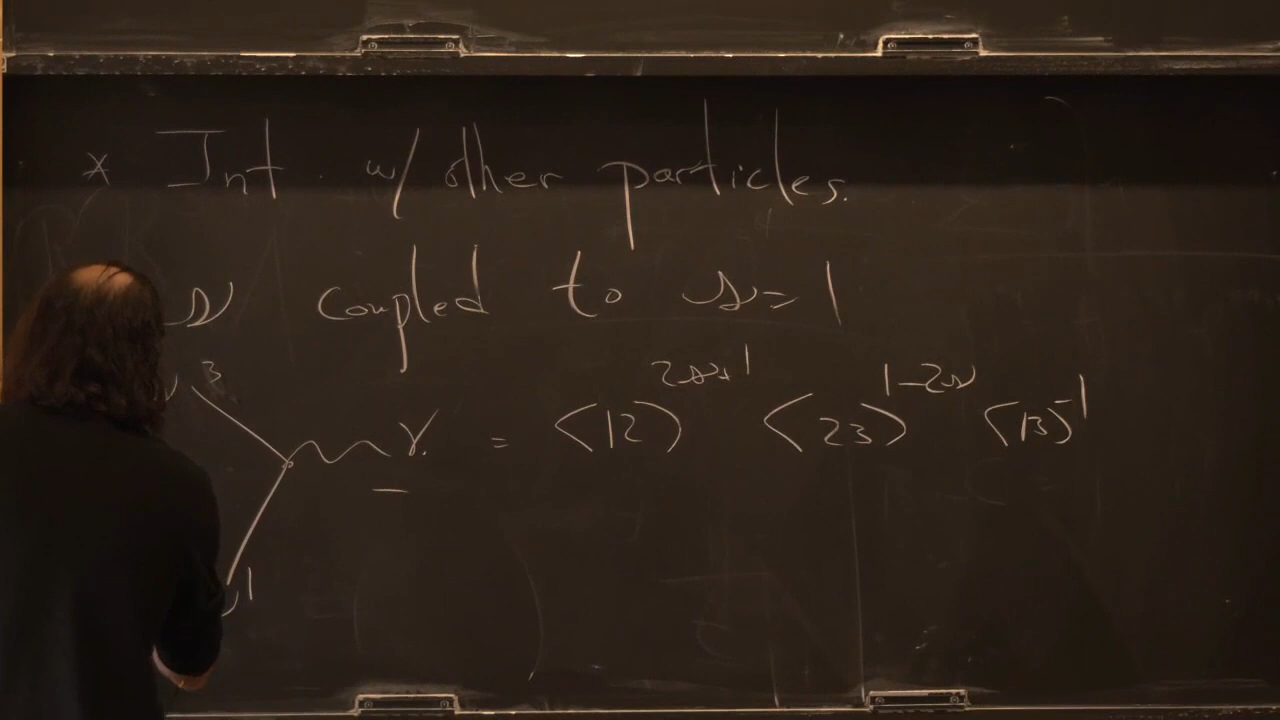 * Int. w/ other particles.
s coupled to s=1
3
γ. = ⟨12⟩^{2s+1} ⟨23⟩^{1-2s} ⟨13⟩^{-1}
−
1